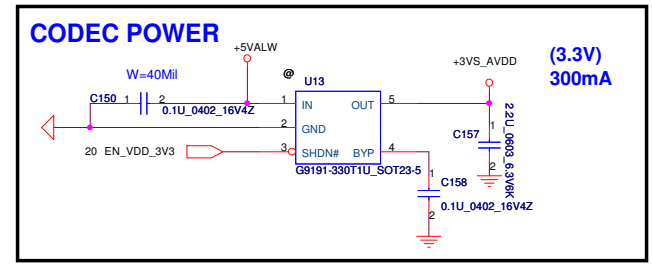 CODEC POWER
+5VALW
+3VS_AVDD
(3.3V)
300mA
W=40Mil
@
U13
C150 1 2
0.1U_0402_16V4Z
1 IN OUT 5
2 GND
20 EN_VDD_3V3
3 SHDN# BYP 4
G9191-330T1U_SOT23-5
C157 1 2
2.2U_0603_6.3V6K
C158 1 2
0.1U_0402_16V4Z